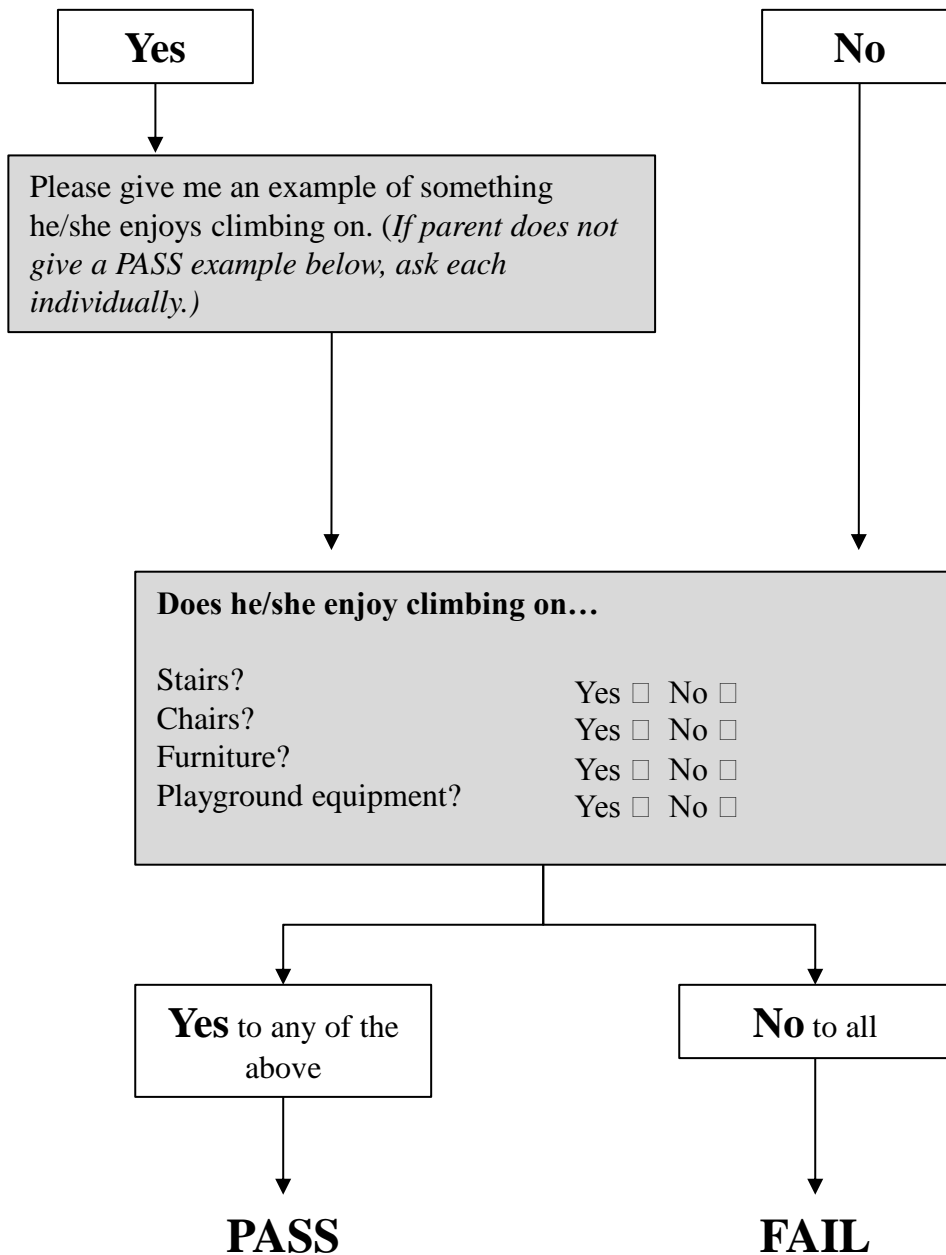 Yes
No
Please give me an example of something
he/she enjoys climbing on. (If parent does not
give a PASS example below, ask each
individually.)
Does he/she enjoy climbing on…
Stairs? Yes □ No □
Chairs? Yes □ No □
Furniture? Yes □ No □
Playground equipment? Yes □ No □
Yes to any of the
above
No to all
PASS
FAIL